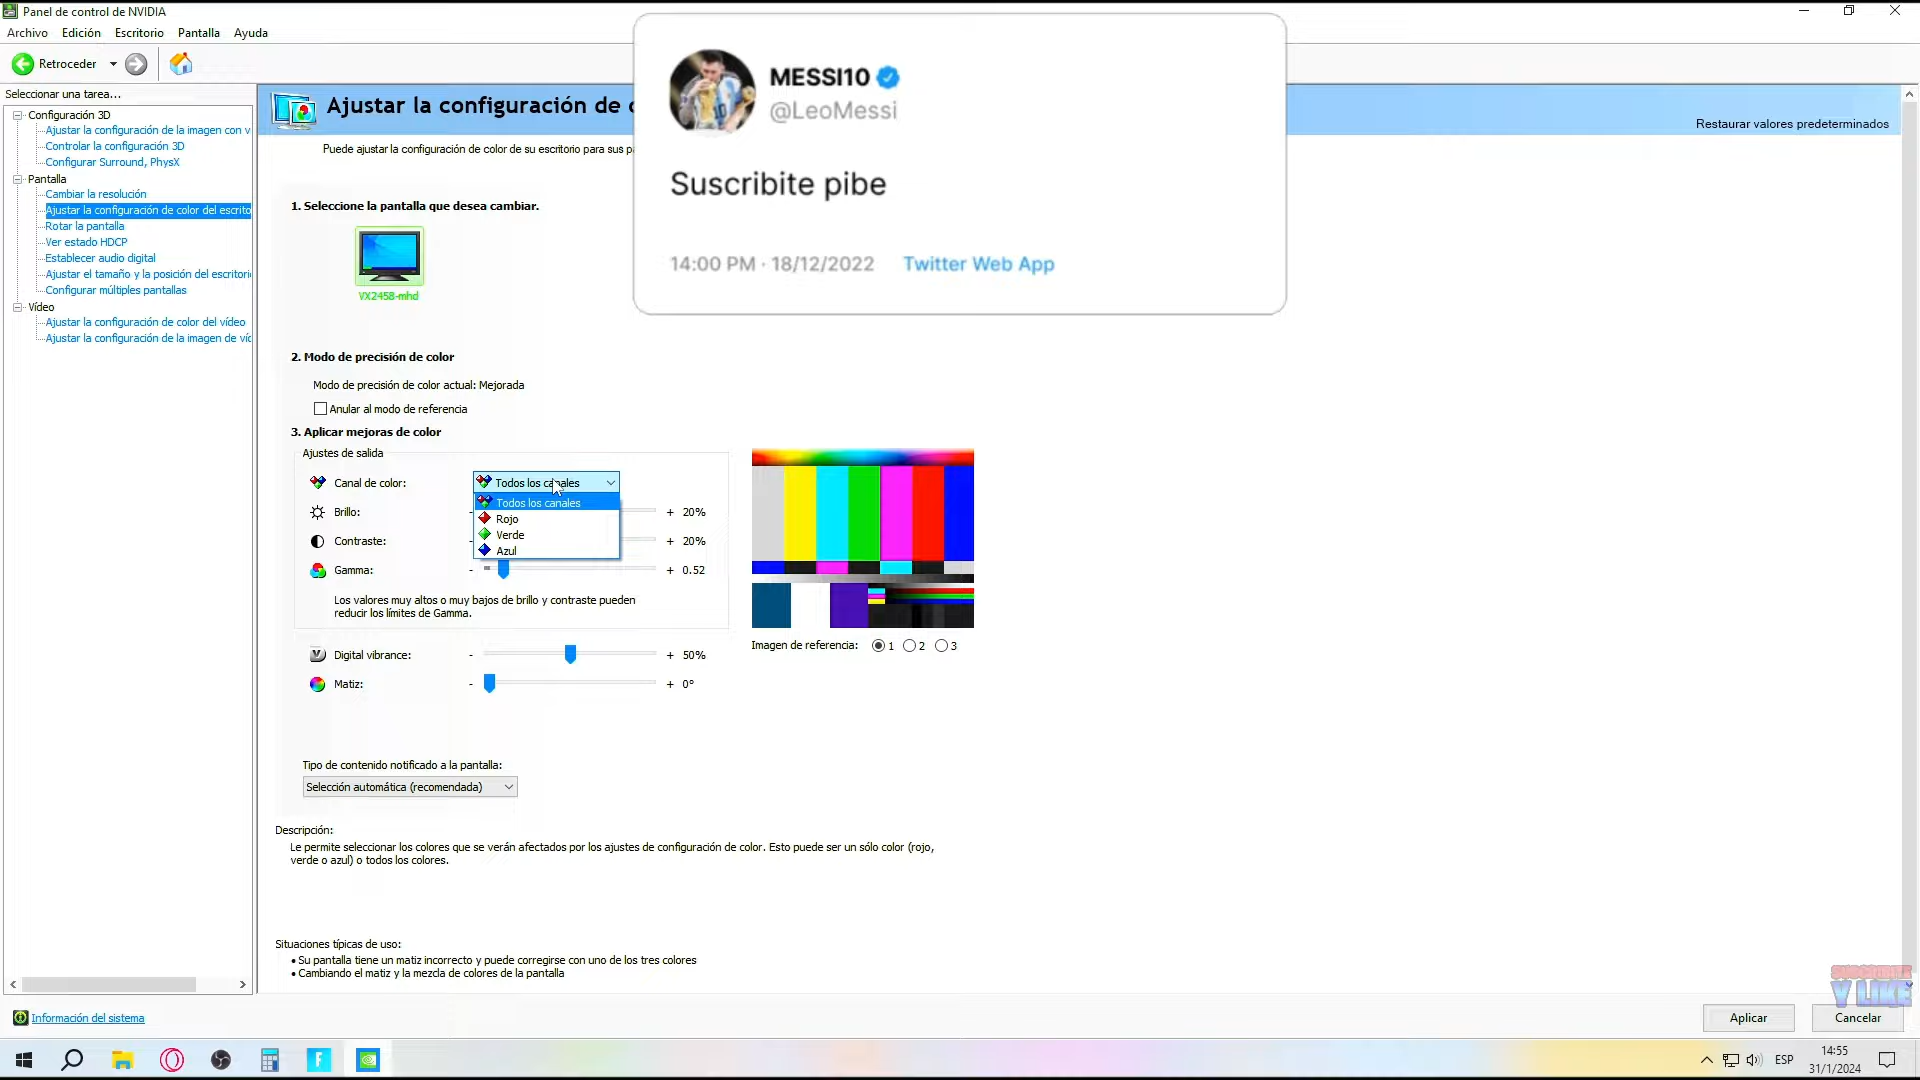 Panel de control de NVIDIA
Archivo Edición Escritorio Pantalla Ayuda
Retroceder
Seleccionar una tarea...
Configuración 3D
Ajustar la configuración de la imagen con v
Controlar la configuración 3D
Configurar Surround, PhysX
Pantalla
Cambiar la resolución
Ajustar la configuración de color del escrito
Rotar la pantalla
Ver estado HDCP
Establecer audio digital
Ajustar el tamaño y la posición del escritori
Configurar múltiples pantallas
Vídeo
Ajustar la configuración de color del vídeo
Ajustar la configuración de la imagen de víd
Información del sistema
Ajustar la configuración de c
Restaurar valores predeterminados
Puede ajustar la configuración de color de su escritorio para sus pa
MESSI10
@LeoMessi
Suscribite pibe
14:00 PM · 18/12/2022 Twitter Web App
1. Seleccione la pantalla que desea cambiar.
VX2458-mhd
2. Modo de precisión de color
Modo de precisión de color actual: Mejorada
Anular al modo de referencia
3. Aplicar mejoras de color
Ajustes de salida
Canal de color: Todos los canales
Todos los canales
Rojo
Verde
Azul
Brillo: - + 20%
Contraste: - + 20%
Gamma: - + 0.52
Los valores muy altos o muy bajos de brillo y contraste pueden
reducir los límites de Gamma.
Digital vibrance: - + 50%
Matiz: - + 0°
Imagen de referencia: 1 2 3
Tipo de contenido notificado a la pantalla:
Selección automática (recomendada)
Descripción:
Le permite seleccionar los colores que se verán afectados por los ajustes de configuración de color. Esto puede ser un sólo color (rojo,
verde o azul) o todos los colores.
Situaciones típicas de uso:
• Su pantalla tiene un matiz incorrecto y puede corregirse con uno de los tres colores
• Cambiando el matiz y la mezcla de colores de la pantalla
SUSCRIBITE
Y LIKE
Aplicar Cancelar
ESP
14:55
31/1/2024